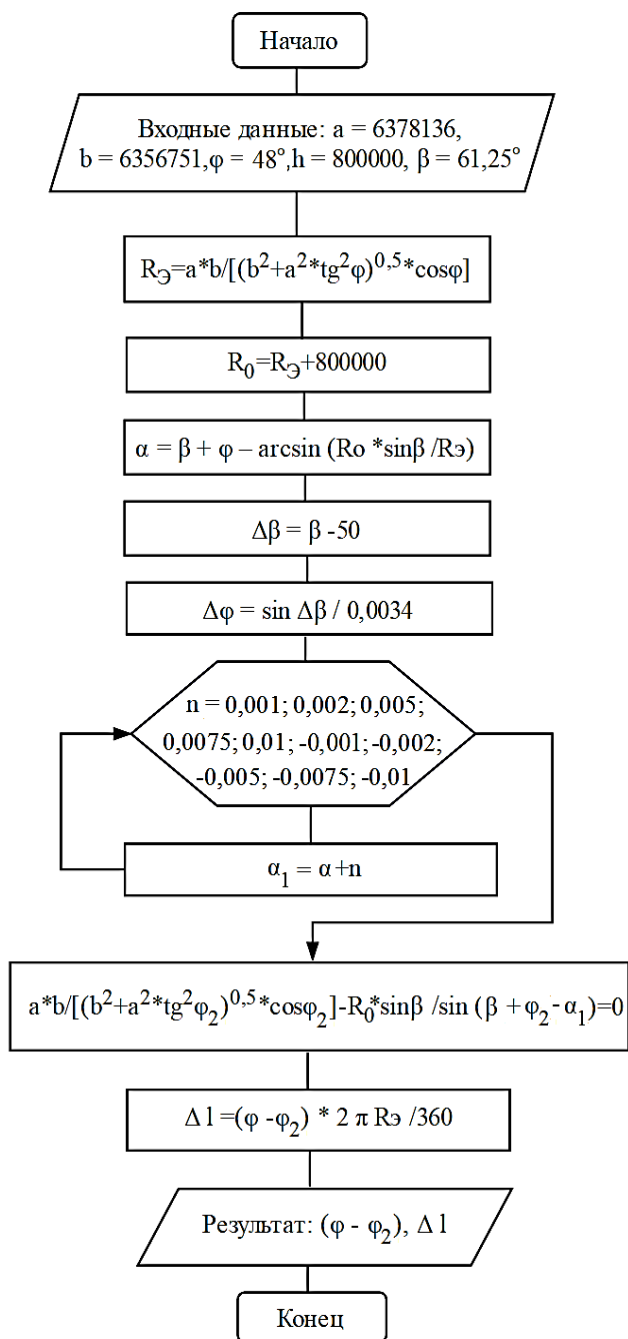 Начало
Входные данные: a = 6378136,
b = 6356751,φ = 48°,h = 800000, β = 61,25°
R_Э=a*b/[(b²+a²*tg²φ)^0,5*cosφ]
R₀=R_Э+800000
α = β + φ – arcsin (Ro *sinβ /Rэ)
Δβ = β -50
Δφ = sin Δβ / 0,0034
n = 0,001; 0,002; 0,005;
0,0075; 0,01; -0,001; -0,002;
-0,005; -0,0075; -0,01
α₁ = α+n
a*b/[(b²+a²*tg²φ₂)^0,5*cosφ₂]-R₀*sinβ /sin (β +φ₂-α₁)=0
Δ l =(φ -φ₂) * 2 π Rэ /360
Результат: (φ - φ₂), Δ l
Конец